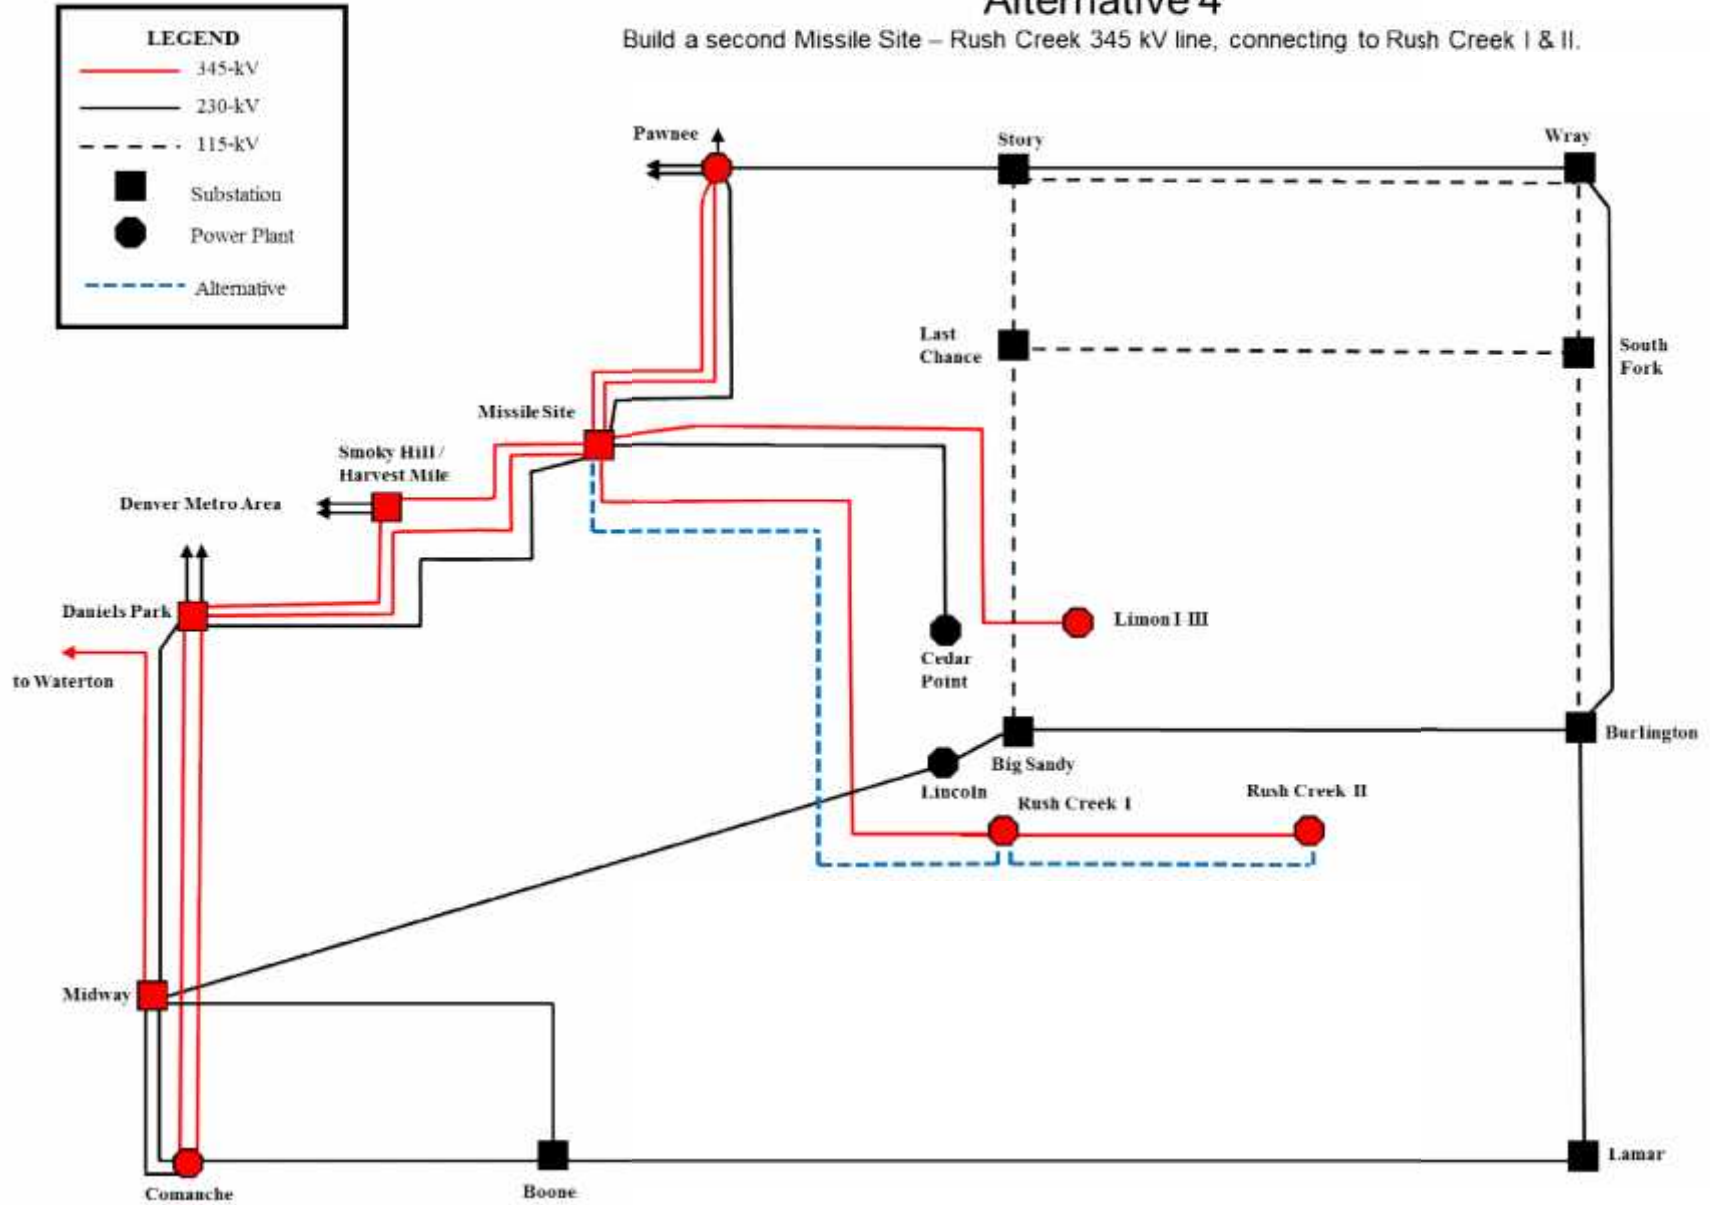 Alternative 4
Build a second Missile Site – Rush Creek 345 kV line, connecting to Rush Creek I & II.
LEGEND
345-kV
230-kV
115-kV
Substation
Power Plant
Alternative
Pawnee
Story
Wray
Last
Chance
South
Fork
Missile Site
Smoky Hill /
Harvest Mile
Denver Metro Area
Daniels Park
to Waterton
Limon I-III
Cedar
Point
Big Sandy
Burlington
Lincoln
Rush Creek I
Rush Creek II
Midway
Comanche
Boone
Lamar